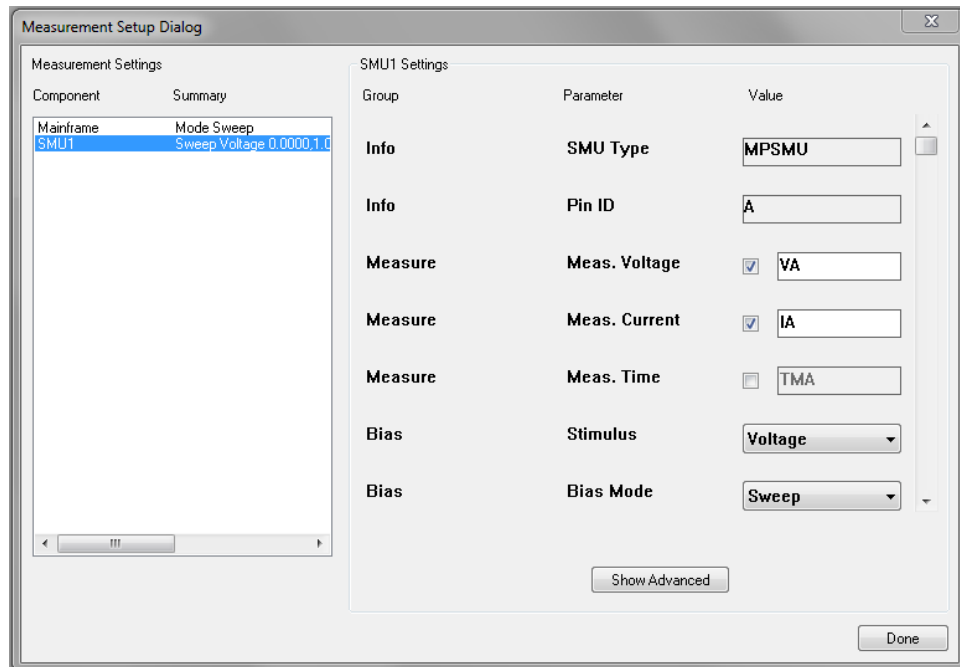 Measurement Setup Dialog
Measurement Settings
Component Summary
Mainframe Mode Sweep
SMU1 Sweep Voltage 0.0000,1.0
SMU1 Settings
Group Parameter Value
Info SMU Type MPSMU
Info Pin ID A
Measure Meas. Voltage VA
Measure Meas. Current IA
Measure Meas. Time TMA
Bias Stimulus Voltage
Bias Bias Mode Sweep
Show Advanced
Done